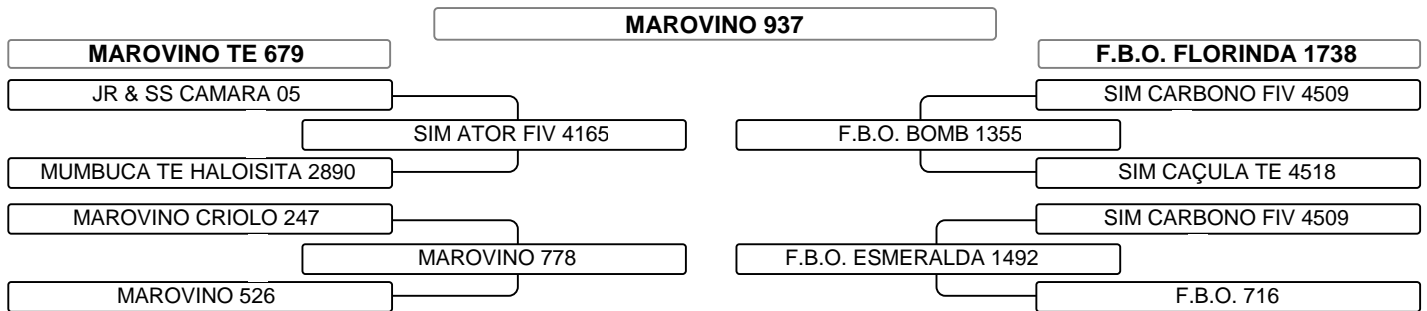 MAROVINO 937
MAROVINO TE 679
F.B.O. FLORINDA 1738
JR & SS CAMARA 05
SIM CARBONO FIV 4509
SIM ATOR FIV 4165
F.B.O. BOMB 1355
MUMBUCA TE HALOISITA 2890
SIM CAÇULA TE 4518
MAROVINO CRIOLO 247
SIM CARBONO FIV 4509
MAROVINO 778
F.B.O. ESMERALDA 1492
MAROVINO 526
F.B.O. 716